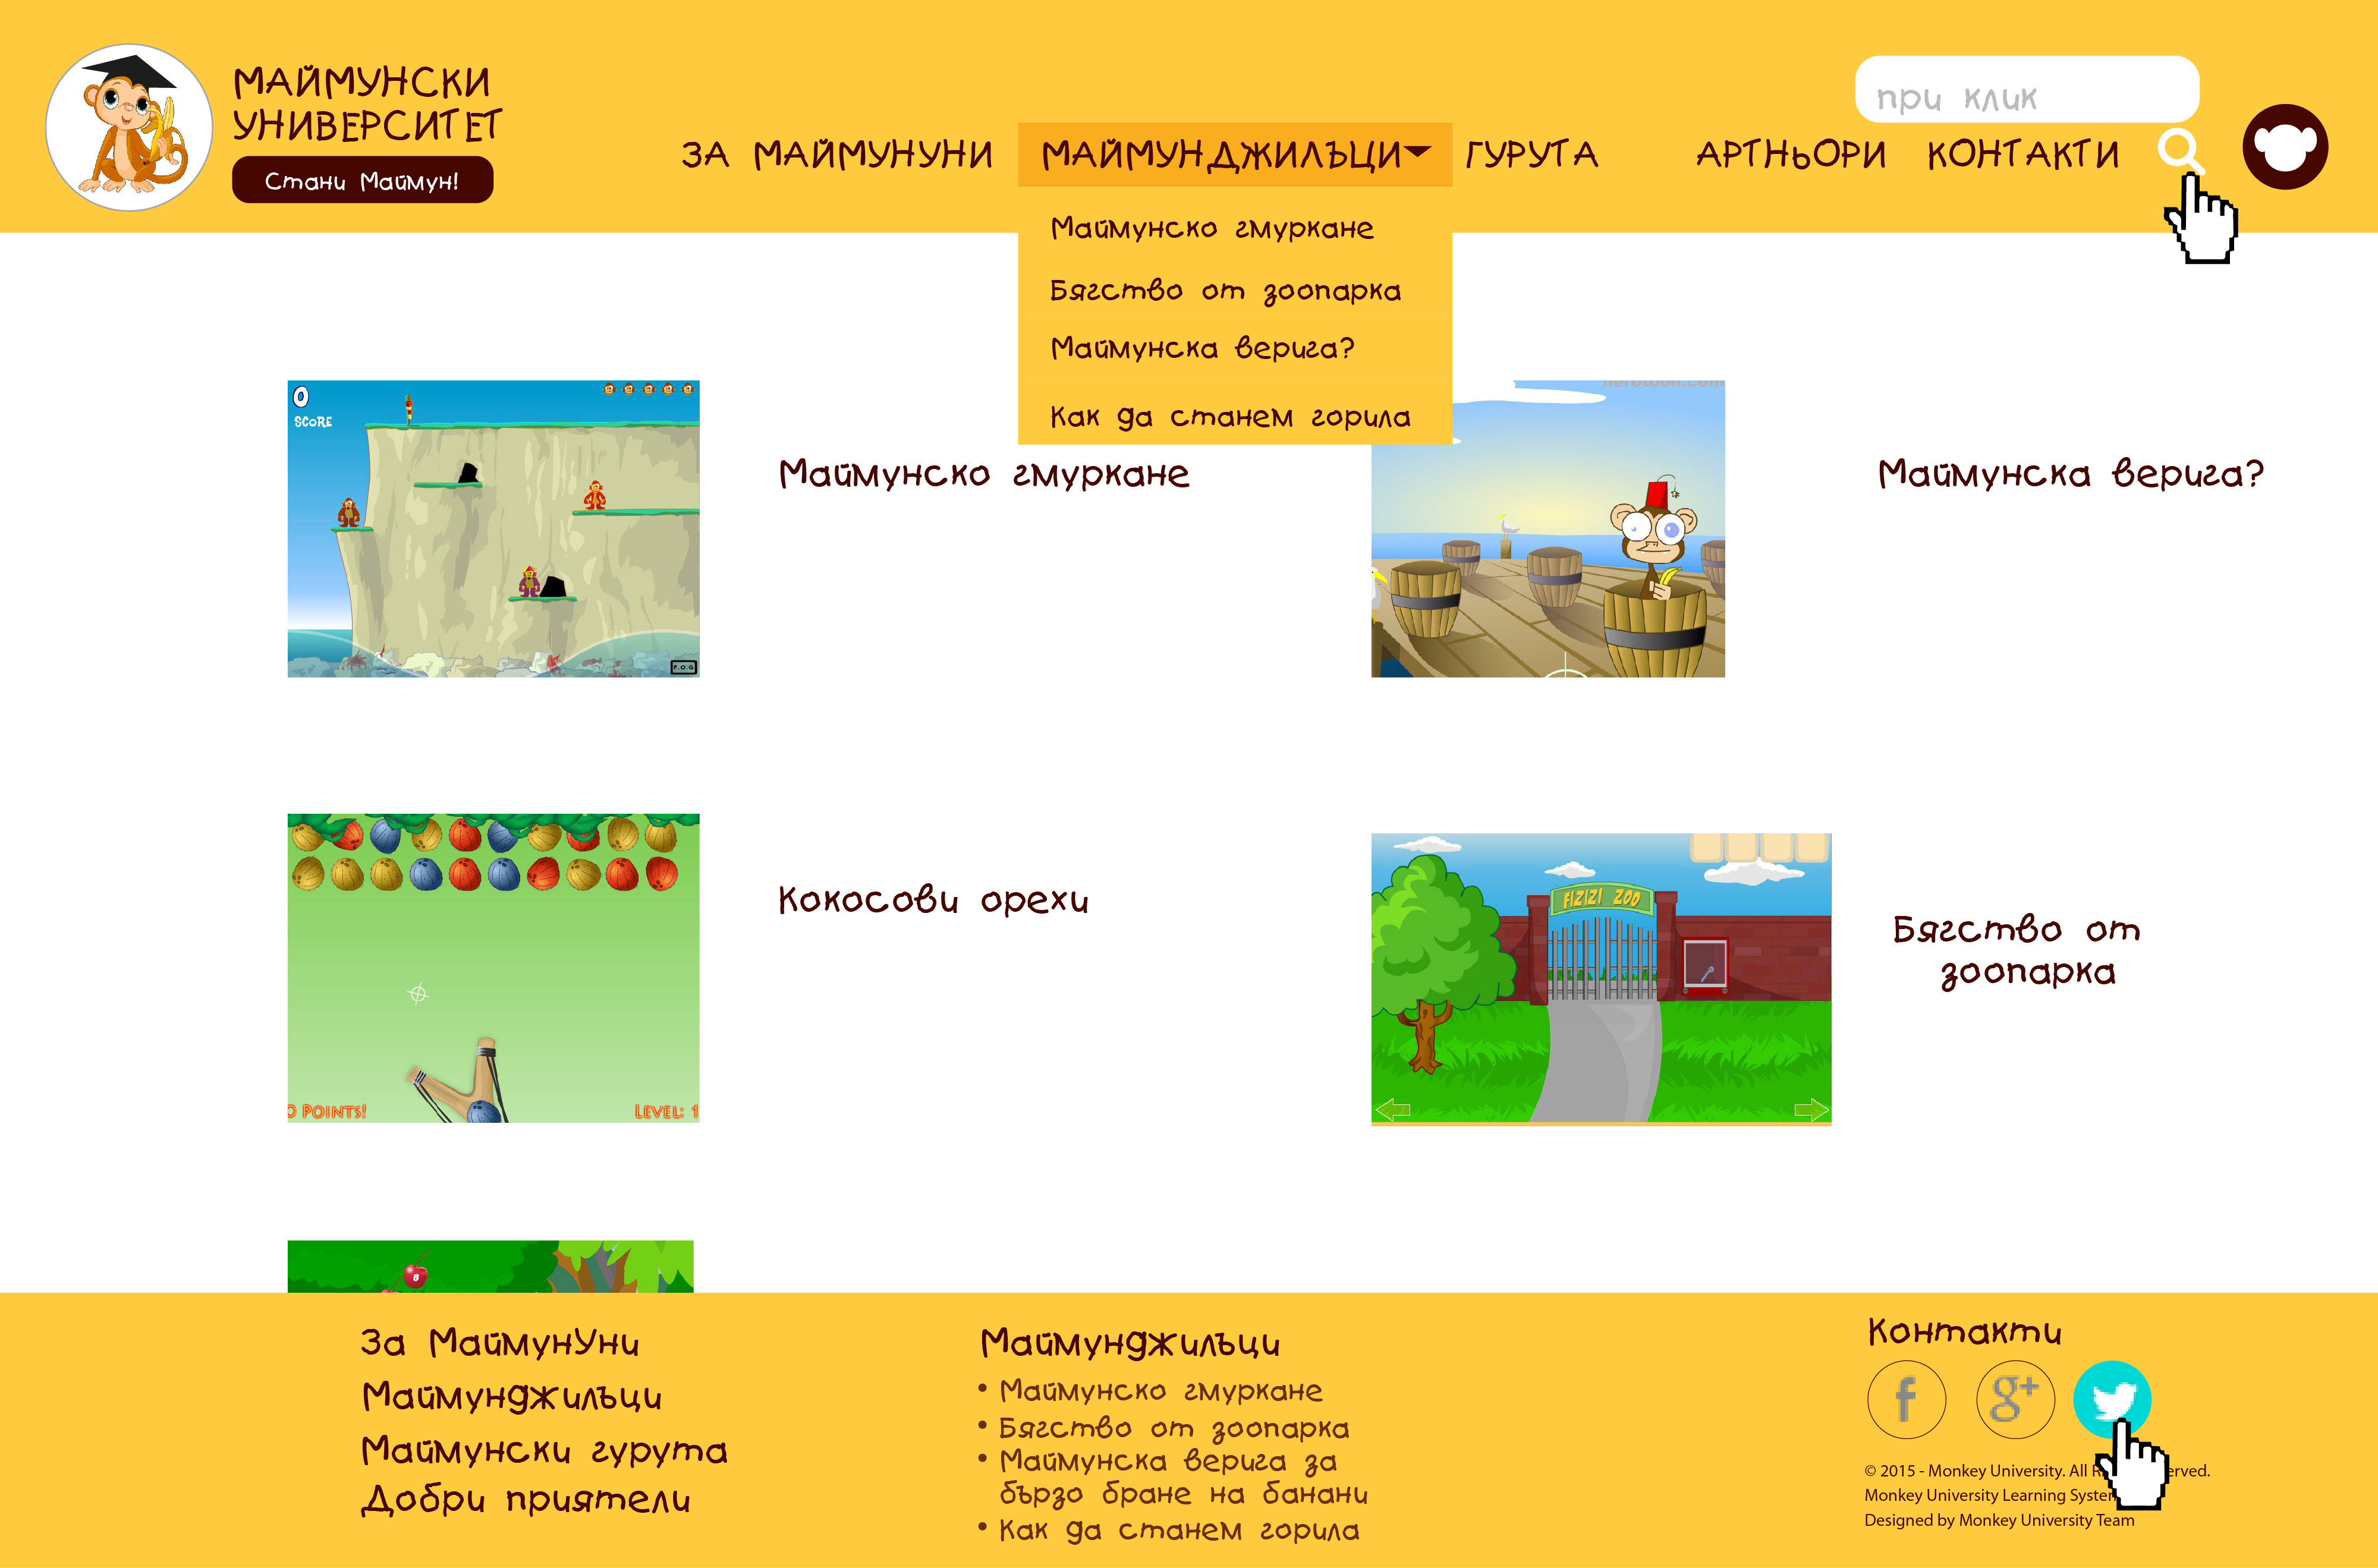 МАЙМУНСКИ
УНИВЕРСИТЕТ
Стани Маймун!
при клик
ЗА МАЙМУНУНИ МАЙМУНДЖИЛЪЦИ ГУРУТА АРТНЬОРИ КОНТАКТИ
Маймунско гмуркане
Бягство от зоопарка
Маймунска верига?
Как да станем горила
0
SCORE
P.O.G
Маймунско гмуркане
Маймунска верига?
0 POINTS!
LEVEL: 1
Кокосови орехи
FIZIZI ZOO
Бягство от
зоопарка
8
За МаймунУни
Маймунджилъци
Маймунски гурута
Добри приятели
Маймунджилъци
• Маймунско гмуркане
• Бягство от зоопарка
• Маймунска верига за
бързо бране на банани
• Как да станем горила
Контакти
f g+
© 2015 - Monkey University. All
Monkey University Learning
Designed by Monkey University Team